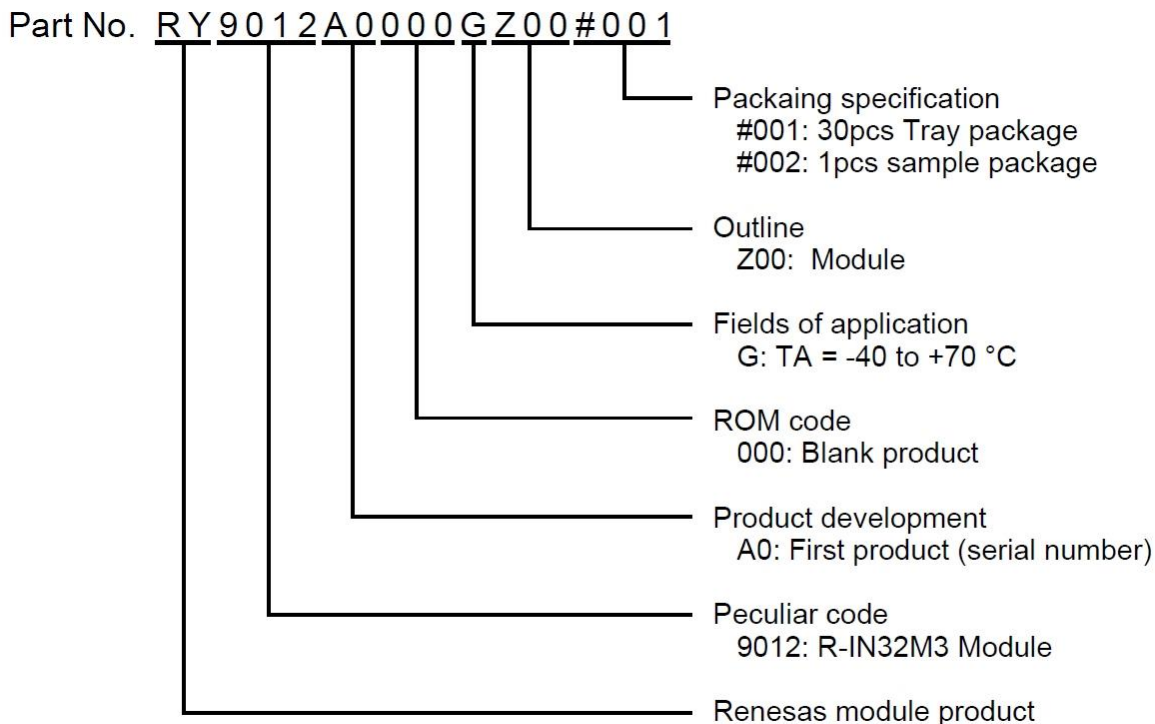 Part No. RY9012A0000GZ00#001
Packaing specification
#001: 30pcs Tray package
#002: 1pcs sample package
Outline
Z00: Module
Fields of application
G: TA = -40 to +70 °C
ROM code
000: Blank product
Product development
A0: First product (serial number)
Peculiar code
9012: R-IN32M3 Module
Renesas module product